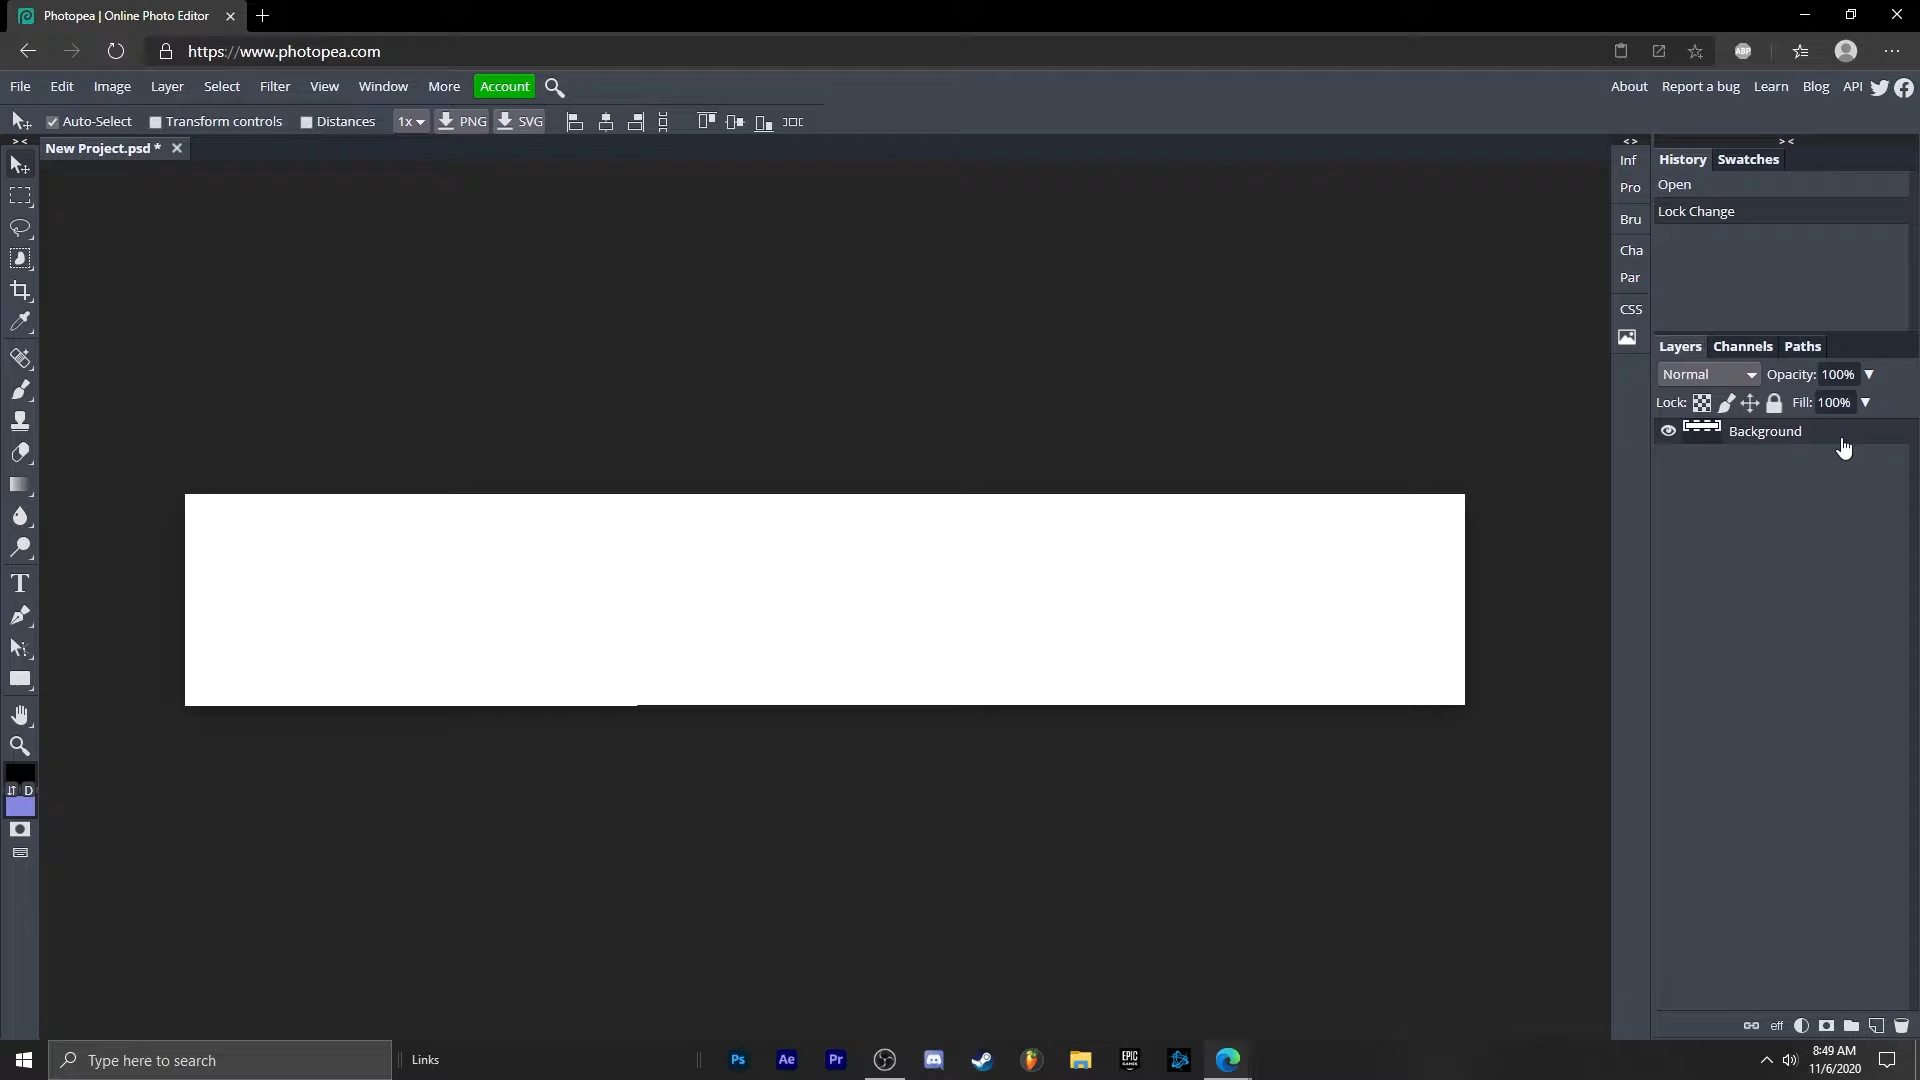 Photopea | Online Photo Editor
https://www.photopea.com
ABP
File Edit Image Layer Select Filter View Window More Account
About Report a bug Learn Blog API
Auto-Select Transform controls Distances 1x PNG SVG
New Project.psd *
> <
< >
> <
Inf
Pro
Bru
Cha
Par
CSS
History Swatches
Open
Lock Change
Layers Channels Paths
Normal Opacity: 100%
Lock: Fill: 100%
Background
T
D
eff
Type here to search
Links
Ps
Ae
Pr
EPIC
GAMES
8:49 AM
11/6/2020